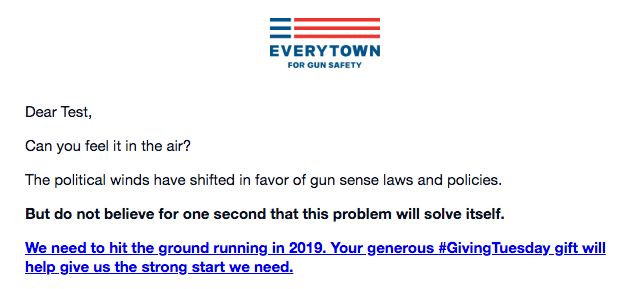 EVERYTOWN
FOR GUN SAFETY
Dear Test,
Can you feel it in the air?
The political winds have shifted in favor of gun sense laws and policies.
But do not believe for one second that this problem will solve itself.
We need to hit the ground running in 2019. Your generous #GivingTuesday gift will
help give us the strong start we need.